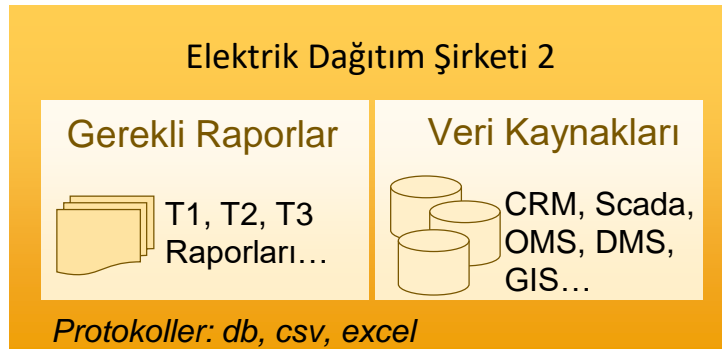 Elektrik Dağıtım Şirketi 2
Gerekli Raporlar
T1, T2, T3
Raporları…
Veri Kaynakları
CRM, Scada,
OMS, DMS,
GIS…
Protokoller: db, csv, excel